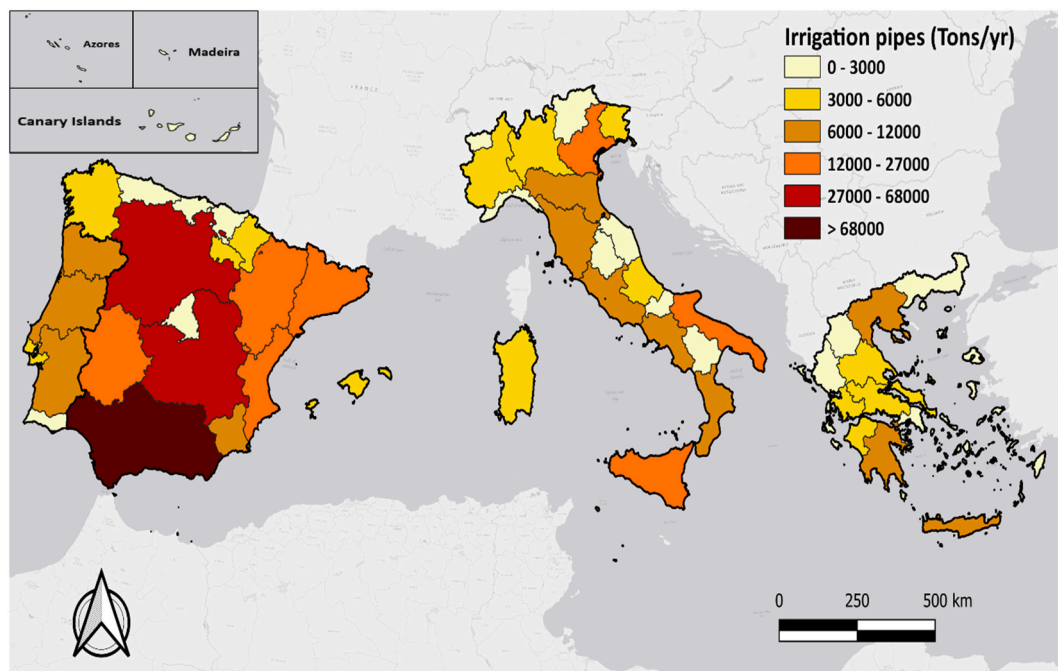 Azores
Madeira
Canary Islands
Irrigation pipes (Tons/yr)
0 - 3000
3000 - 6000
6000 - 12000
12000 - 27000
27000 - 68000
> 68000
FRANCE
0 250 500 km